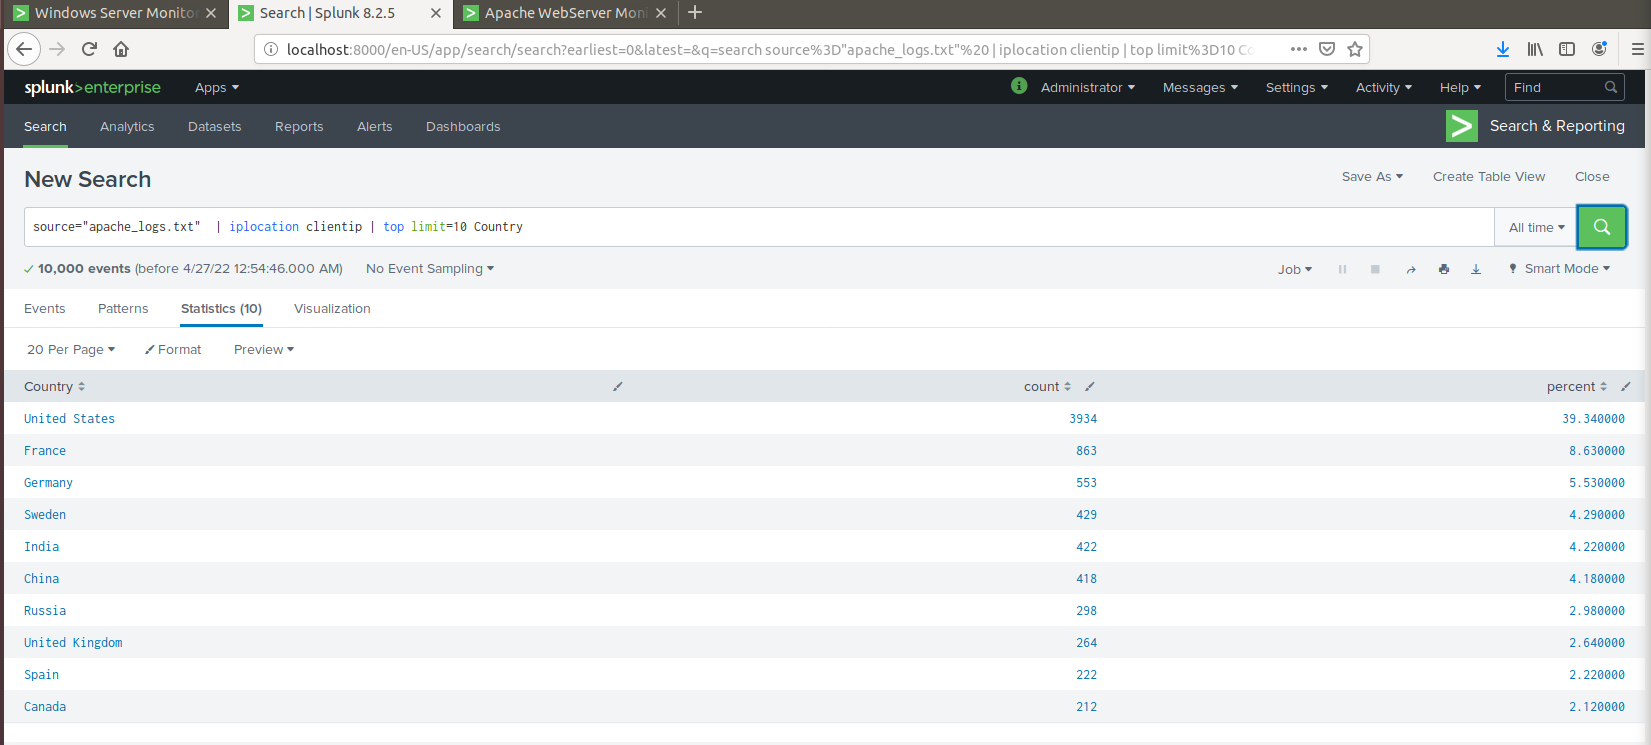 Windows Server Monito
Search | Splunk 8.2.5
Apache WebServer Moni
localhost:8000/en-US/app/search/search?earliest=0&latest=&q=search source%3D"apache_logs.txt"%20 | iplocation clientip | top limit%3D10 Co
splunk>enterprise Apps Administrator Messages Settings Activity Help Find
Search Analytics Datasets Reports Alerts Dashboards Search & Reporting
New Search Save As Create Table View Close
source="apache_logs.txt"  | iplocation clientip | top limit=10 Country All time
10,000 events (before 4/27/22 12:54:46.000 AM) No Event Sampling Job Smart Mode
Events Patterns Statistics (10) Visualization
20 Per Page Format Preview
Country count percent
United States 3934 39.340000
France 863 8.630000
Germany 553 5.530000
Sweden 429 4.290000
India 422 4.220000
China 418 4.180000
Russia 298 2.980000
United Kingdom 264 2.640000
Spain 222 2.220000
Canada 212 2.120000